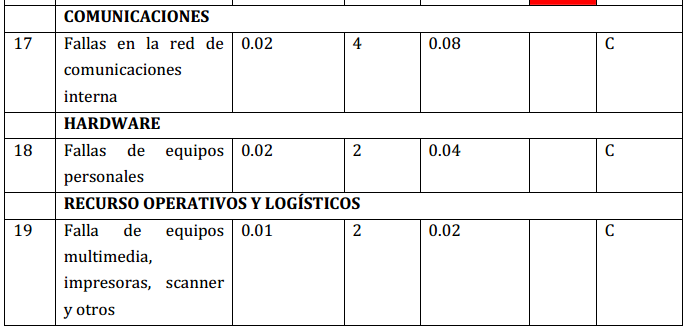 COMUNICACIONES
17 Fallas en la red de 0.02 4 0.08 C
comunicaciones
interna
HARDWARE
18 Fallas de equipos 0.02 2 0.04 C
personales
RECURSO OPERATIVOS Y LOGÍSTICOS
19 Falla de equipos 0.01 2 0.02 C
multimedia,
impresoras, scanner
y otros